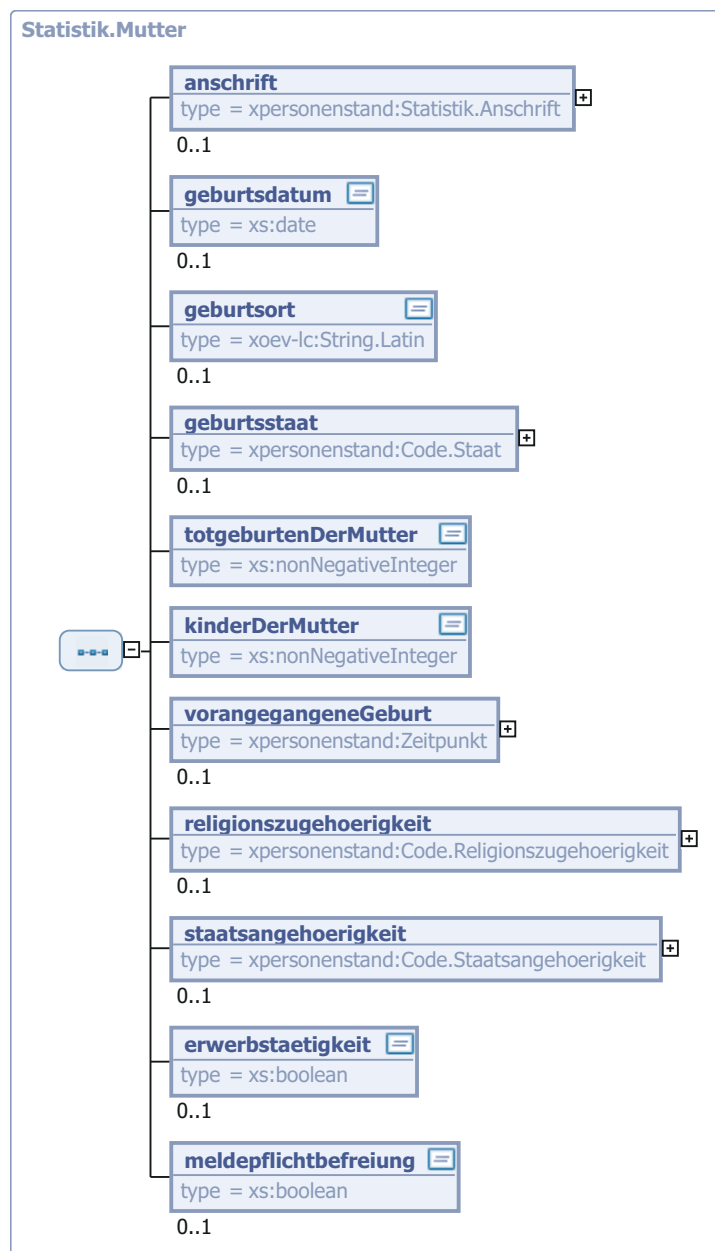 Statistik.Mutter
anschrift
type = xpersonenstand:Statistik.Anschrift
0..1
geburtsdatum
type = xs:date
0..1
geburtsort
type = xoev-lc:String.Latin
0..1
geburtsstaat
type = xpersonenstand:Code.Staat
0..1
totgeburtenDerMutter
type = xs:nonNegativeInteger
kinderDerMutter
type = xs:nonNegativeInteger
vorangegangeneGeburt
type = xpersonenstand:Zeitpunkt
0..1
religionszugehoerigkeit
type = xpersonenstand:Code.Religionszugehoerigkeit
0..1
staatsangehoerigkeit
type = xpersonenstand:Code.Staatsangehoerigkeit
0..1
erwerbstaetigkeit
type = xs:boolean
0..1
meldepflichtbefreiung
type = xs:boolean
0..1